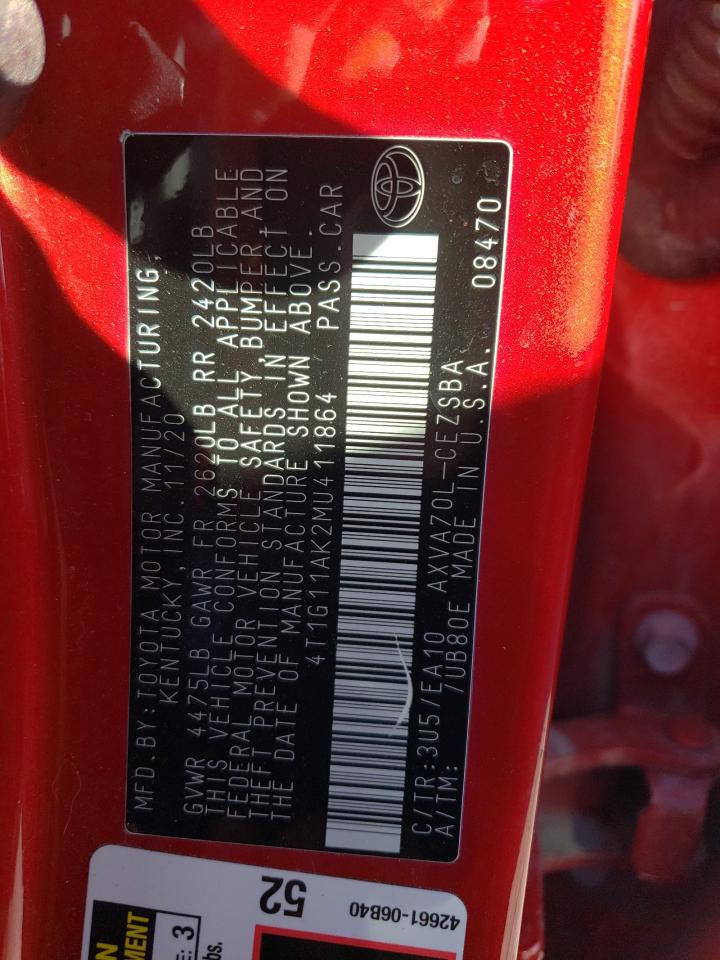 MFD.BY:TOYOTA MOTOR MANUFACTURING,
KENTUCKY, INC. 11/20
GVWR 4475LB GAWR FR 2620LB RR 2420LB
THIS VEHICLE CONFORMS TO ALL APPLICABLE
FEDERAL MOTOR VEHICLE SAFETY, BUMPER AND
THEFT PREVENTION STANDARDS IN EFFECT ON
THE DATE OF MANUFACTURE SHOWN ABOVE.
4T1G11AK2MU411864 PASS.CAR
C/TR:3U5/EA10 AXVA70L-CEZSBA
A/TM: /UB80E MADE IN U.S.A. 08470
52
42661-06B40
3